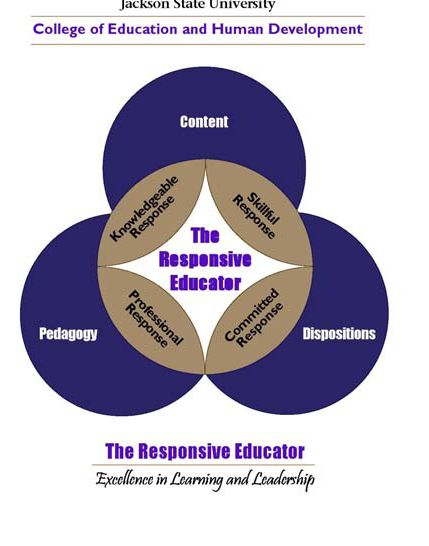 Jackson State University
College of Education and Human Development
Content
Knowledgeable
Response
Skillful
Response
The
Responsive
Educator
Professional
Response
Committed
Response
Pedagogy
Dispositions
The Responsive Educator
Excellence in Learning and Leadership